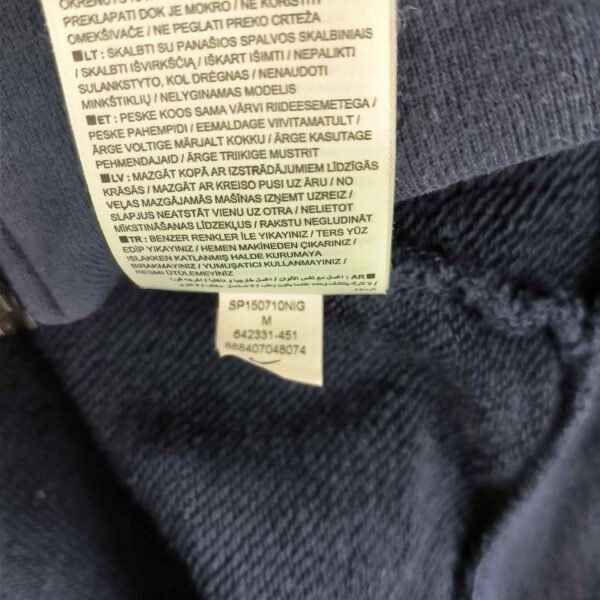 PREKLAPATI DOK JE MOKRO / NE KORISTITI
OMEKŠIVAČE / NE PEGLATI PREKO CRTEŽA
■LT : SKALBTI SU PANAŠIOS SPALVOS SKALBINIAIS
/ SKALBTI IŠVIRKŠČIĄ / IŠKART IŠIMTI / NEPALIKTI
SULANKSTYTO, KOL DRĖGNAS / NENAUDOTI
MINKŠTIKLIŲ / NELYGINAMAS MODELIS
■ET : PESKE KOOS SAMA VÄRVI RIIDEESEMETEGA /
PESKE PAHEMPIDI / EEMALDAGE VIIVITAMATULT /
ÄRGE VOLTIGE MÄRJALT KOKKU / ÄRGE KASUTAGE
PEHMENDAJAID / ÄRGE TRIIKIGE MUSTRIT
■LV : MAZGĀT KOPĀ AR IZSTRĀDĀJUMIEM LĪDZĪGĀS
KRĀSĀS / MAZGĀT AR KREISO PUSI UZ ĀRU / NO
VEĻAS MAZGĀJAMĀS MAŠĪNAS IZŅEMT UZREIZ /
SLAPJUS NEATSTĀT VIENU UZ OTRA / NELIETOT
MĪKSTINĀŠANAS LĪDZEKĻUS / RAKSTU NEGLUDINĀT
■TR : BENZER RENKLER İLE YIKAYINIZ / TERS YÜZ
EDİP YIKAYINIZ / HEMEN MAKİNEDEN ÇIKARINIZ /
ISLAKKEN KATLANMIŞ HALDE KURUMAYA
BIRAKMAYINIZ / YUMUŞATICI KULLANMAYINIZ /
RESMİ ÜTÜLEMEYİNİZ
■AR : اغسل مع نفس الألوان /
SP150710NIG
M
642331-451
888407048074